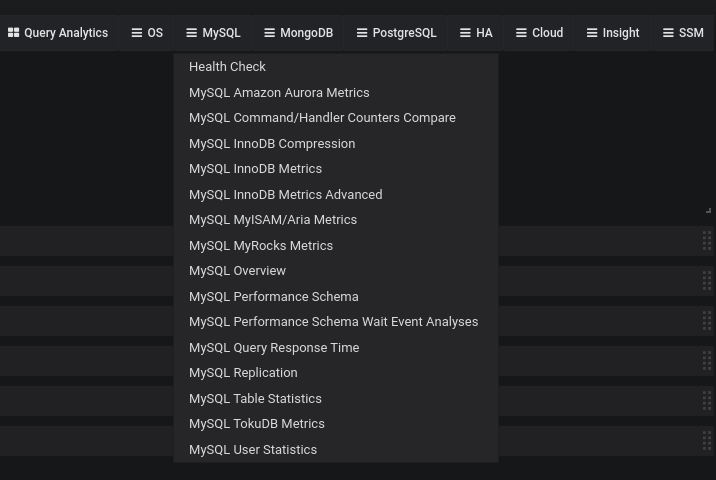 Query Analytics OS MySQL MongoDB PostgreSQL HA Cloud Insight SSM
Health Check
MySQL Amazon Aurora Metrics
MySQL Command/Handler Counters Compare
MySQL InnoDB Compression
MySQL InnoDB Metrics
MySQL InnoDB Metrics Advanced
MySQL MyISAM/Aria Metrics
MySQL MyRocks Metrics
MySQL Overview
MySQL Performance Schema
MySQL Performance Schema Wait Event Analyses
MySQL Query Response Time
MySQL Replication
MySQL Table Statistics
MySQL TokuDB Metrics
MySQL User Statistics